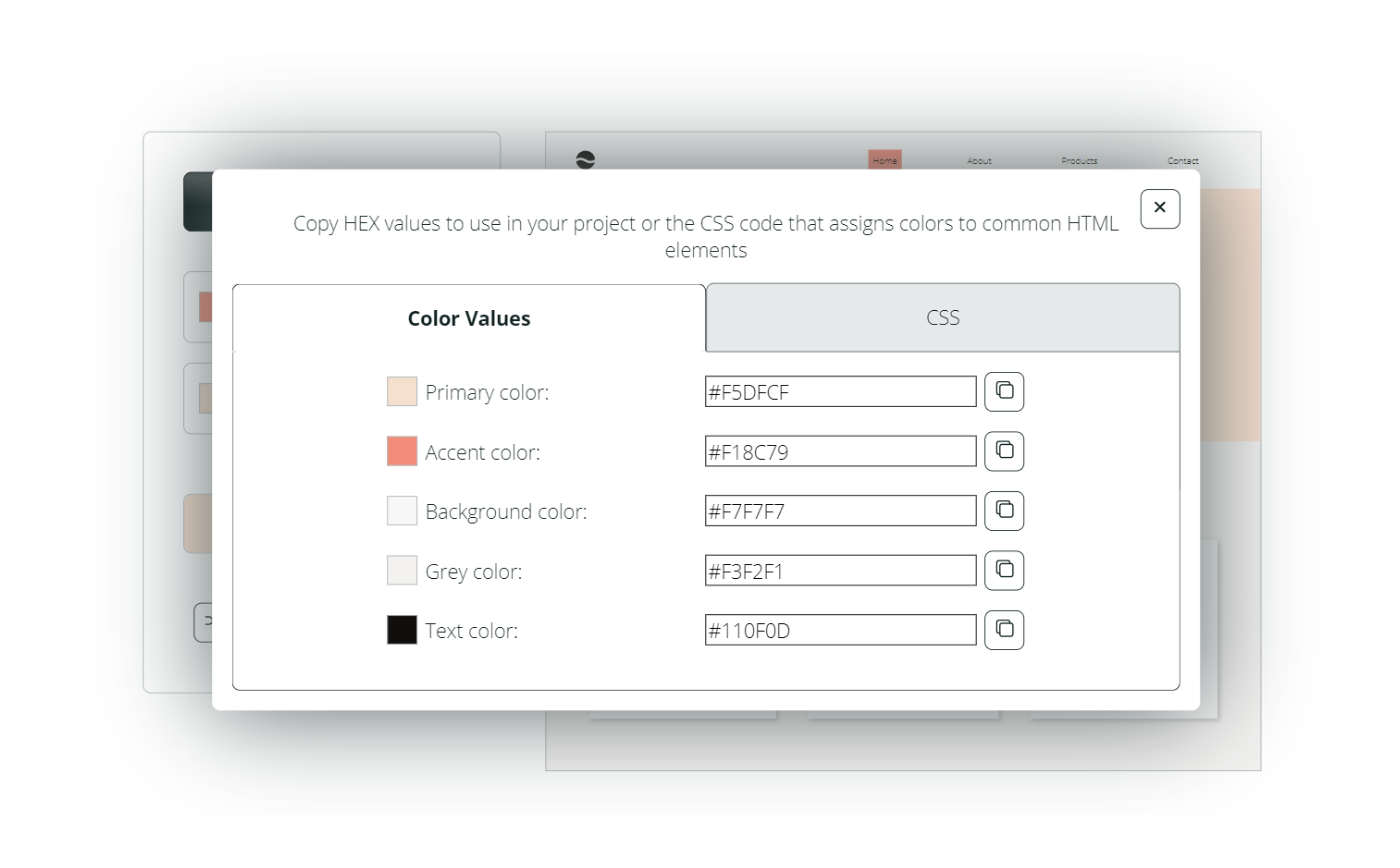 Home About Products Contact
Copy HEX values to use in your project or the CSS code that assigns colors to common HTML
elements
Color Values
CSS
Primary color: #F5DFCF
Accent color: #F18C79
Background color: #F7F7F7
Grey color: #F3F2F1
Text color: #110F0D